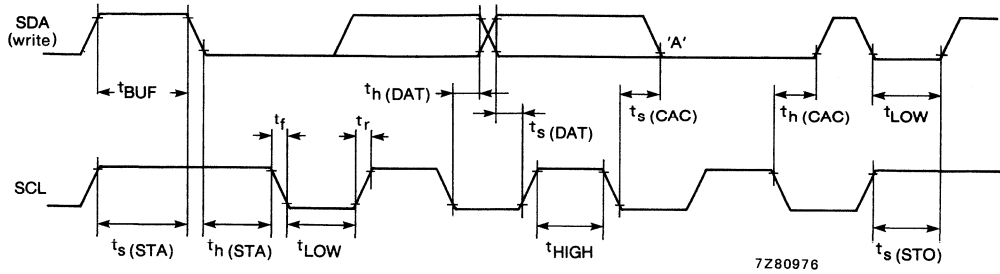 SDA
(write)
'A'
tBUF
th (DAT)
ts (DAT)
ts (CAC)
th (CAC)
tLOW
tf
tr
SCL
ts (STA)
th (STA)
tLOW
tHIGH
ts (STO)
7Z80976